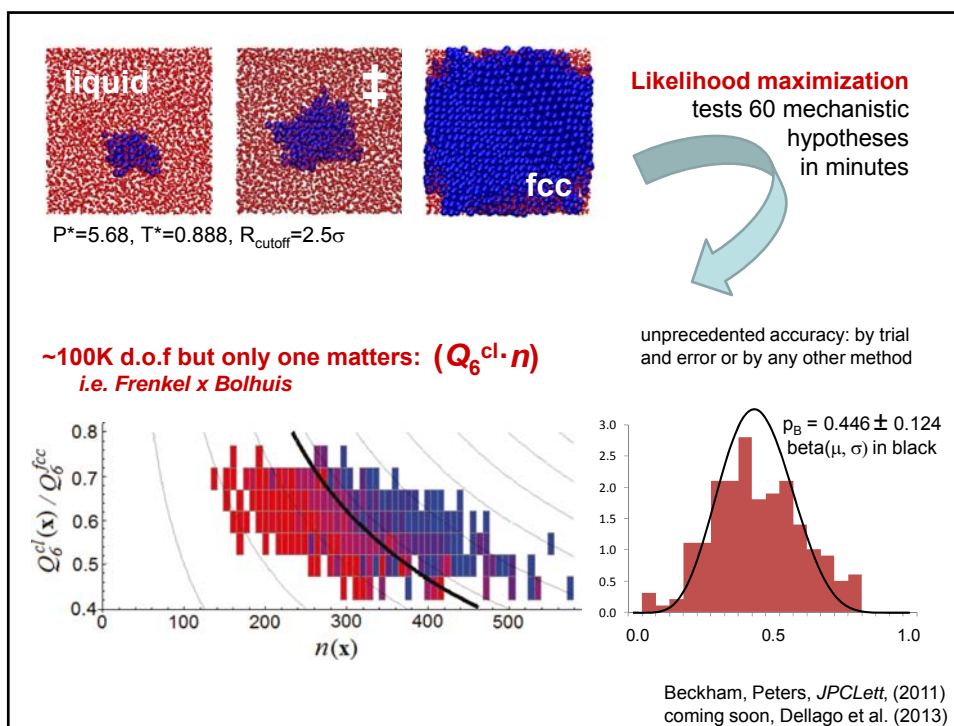 liquid
‡
fcc
P*=5.68, T*=0.888, R_cutoff=2.5σ
Likelihood maximization
tests 60 mechanistic
hypotheses
in minutes
unprecedented accuracy: by trial
and error or by any other method
~100K d.o.f but only one matters: (Q₆ᶜˡ·n)
i.e. Frenkel x Bolhuis
0.8
0.7
0.6
0.5
0.4
Q₆ᶜˡ(x) / Q₆ᶠᶜᶜ
0 100 200 300 400 500
n(x)
p_B = 0.446 ± 0.124
beta(μ, σ) in black
3.0
2.5
2.0
1.5
1.0
0.5
0.0
0.0 0.5 1.0
Beckham, Peters, JPCLett, (2011)
coming soon, Dellago et al. (2013)